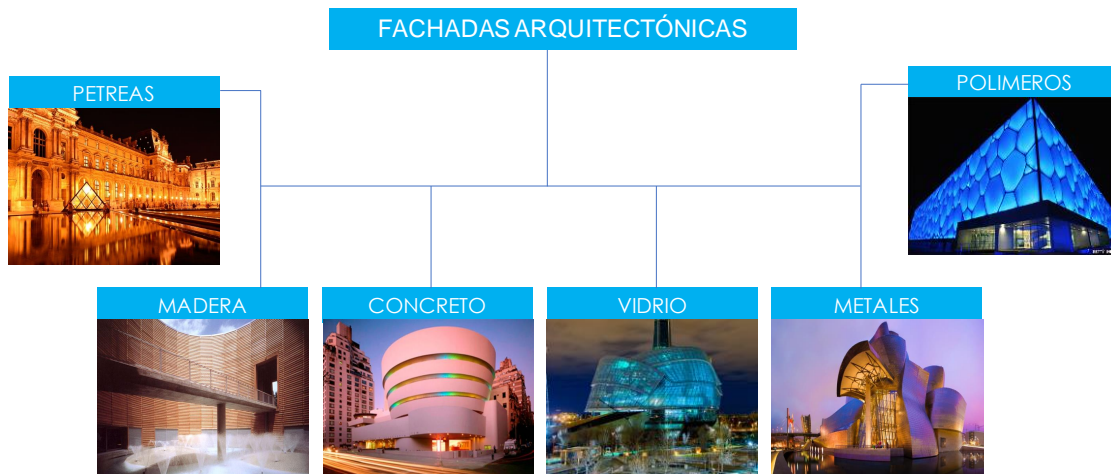 FACHADAS ARQUITECTÓNICAS
PETREAS
POLIMEROS
MADERA
CONCRETO
VIDRIO
METALES